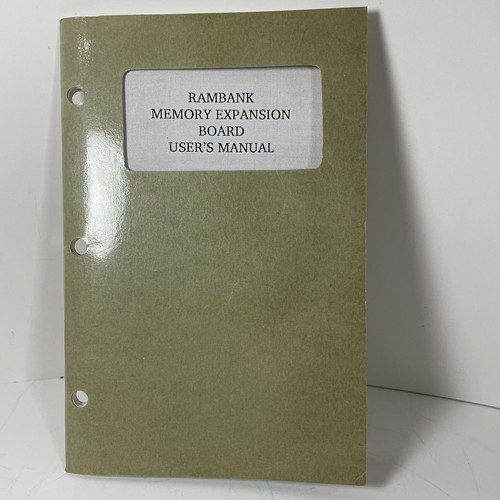 RAMBANK
MEMORY EXPANSION
BOARD
USER'S MANUAL